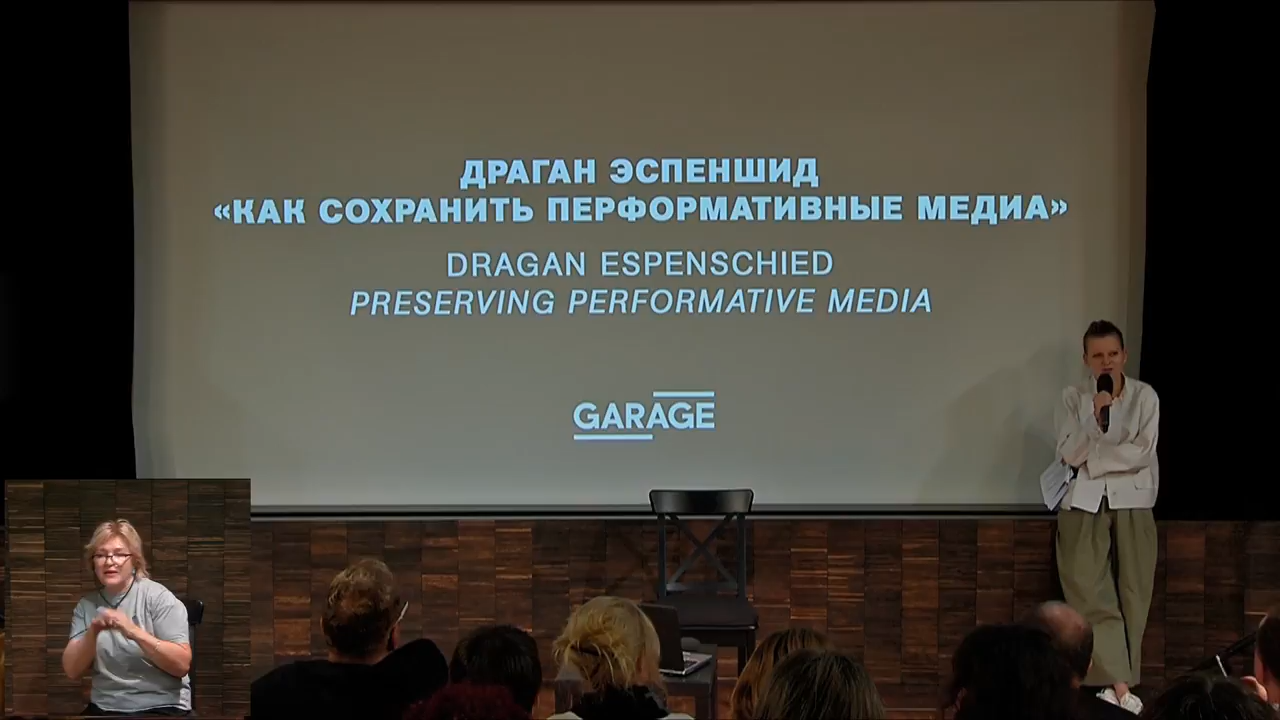 ДРАГАН ЭСПЕНШИД
«КАК СОХРАНИТЬ ПЕРФОРМАТИВНЫЕ МЕДИА»
DRAGAN ESPENSCHIED
PRESERVING PERFORMATIVE MEDIA
GARAGE